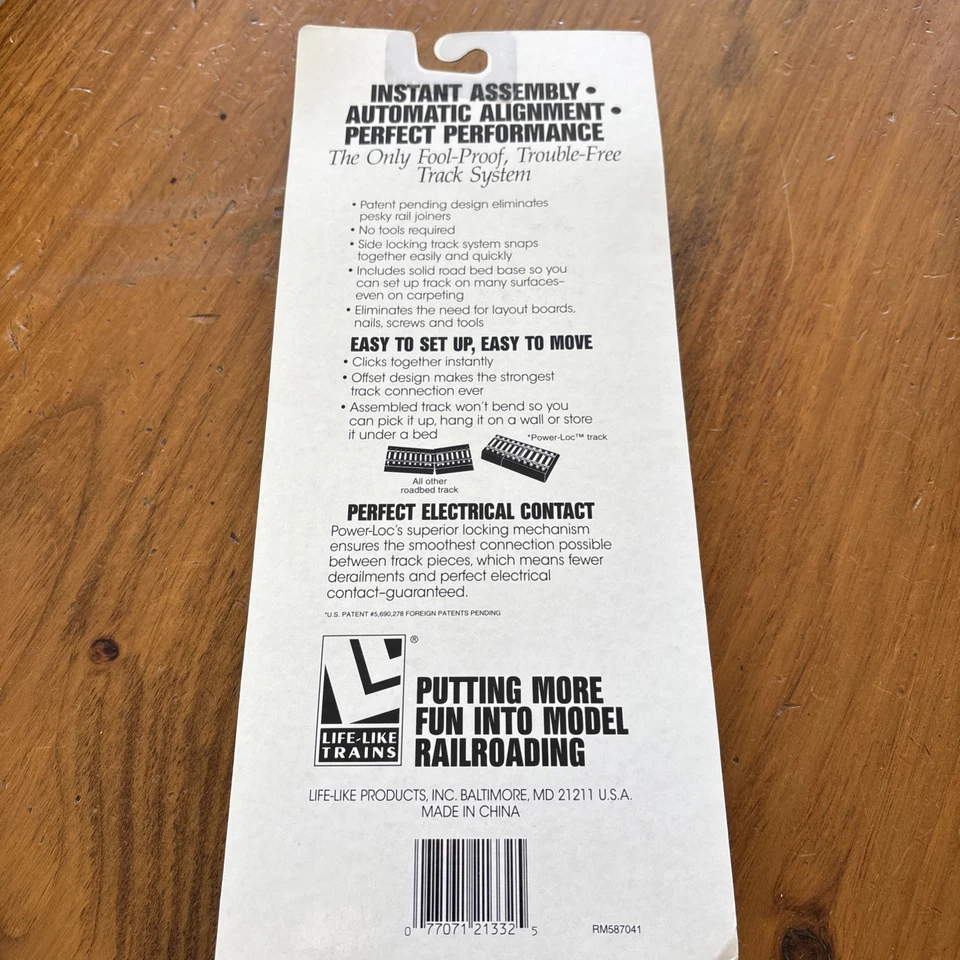 INSTANT ASSEMBLY •
AUTOMATIC ALIGNMENT •
PERFECT PERFORMANCE
The Only Fool-Proof, Trouble-Free
Track System
• Patent pending design eliminates
pesky rail joiners
• No tools required
• Side locking track system snaps
together easily and quickly
• Includes solid road bed base so you
can set up track on many surfaces–
even on carpeting
• Eliminates the need for layout boards,
nails, screws and tools
EASY TO SET UP, EASY TO MOVE
• Clicks together instantly
• Offset design makes the strongest
track connection ever
• Assembled track won't bend so you
can pick it up, hang it on a wall or store
it under a bed
*Power-Loc™ track
All other
roadbed track
PERFECT ELECTRICAL CONTACT
Power-Loc's superior locking mechanism
ensures the smoothest connection possible
between track pieces, which means fewer
derailments and perfect electrical
contact–guaranteed.
*U.S. PATENT #5,690,278 FOREIGN PATENTS PENDING
®
LIFE-LIKE
TRAINS
PUTTING MORE
FUN INTO MODEL
RAILROADING
LIFE-LIKE PRODUCTS, INC. BALTIMORE, MD 21211 U.S.A.
MADE IN CHINA
0 77071 21332 5
RM587041